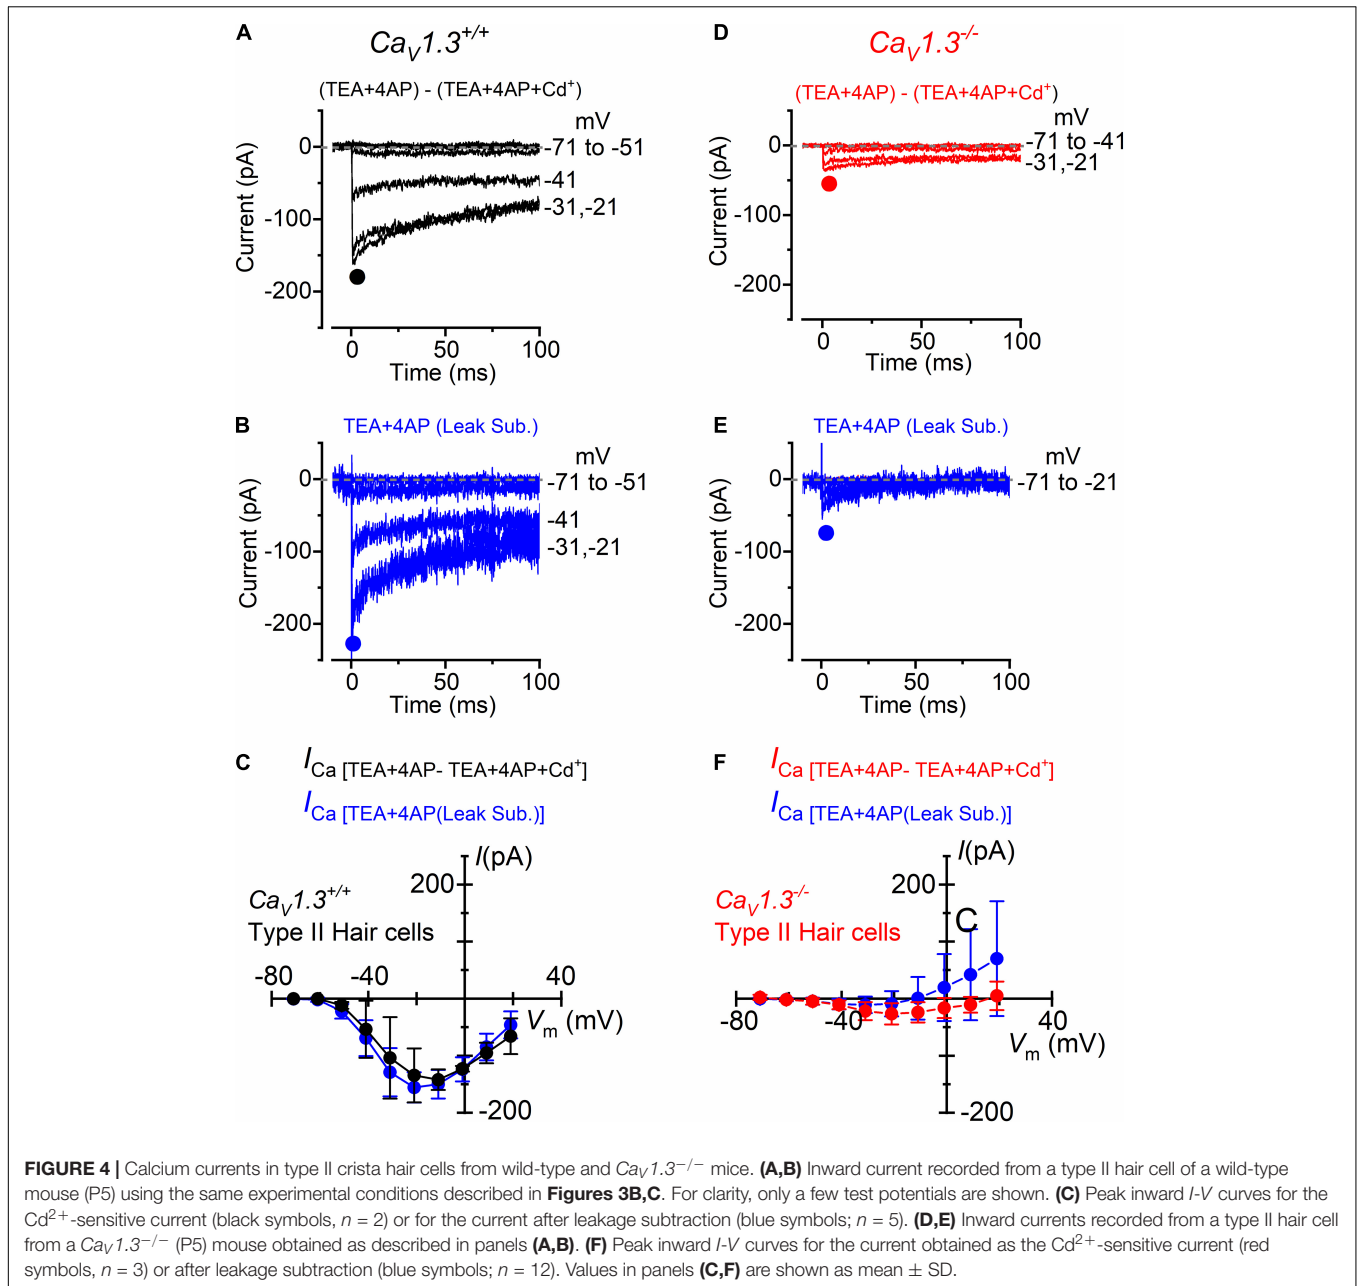 A
CaV1.3+/+
(TEA+4AP) - (TEA+4AP+Cd+)
mV
0
-71 to -51
-41
-31,-21
-100
-200
Current (pA)
0
50
100
Time (ms)
D
CaV1.3-/-
(TEA+4AP) - (TEA+4AP+Cd+)
mV
0
-71 to -41
-31,-21
-100
-200
Current (pA)
0
50
100
Time (ms)
B
TEA+4AP (Leak Sub.)
mV
0
-71 to -51
-41
-31,-21
-100
-200
Current (pA)
0
50
100
Time (ms)
E
TEA+4AP (Leak Sub.)
mV
0
-71 to -21
-100
-200
Current (pA)
0
50
100
Time (ms)
C
ICa [TEA+4AP- TEA+4AP+Cd+]
ICa [TEA+4AP(Leak Sub.)]
I(pA)
200
CaV1.3+/+
Type II Hair cells
-80
-40
40
Vm (mV)
-200
F
ICa [TEA+4AP- TEA+4AP+Cd+]
ICa [TEA+4AP(Leak Sub.)]
I(pA)
200
CaV1.3-/-
C
Type II Hair cells
-80
-40
40
Vm (mV)
-200
FIGURE 4 | Calcium currents in type II crista hair cells from wild-type and CaV1.3−/− mice. (A,B) Inward current recorded from a type II hair cell of a wild-type
mouse (P5) using the same experimental conditions described in Figures 3B,C. For clarity, only a few test potentials are shown. (C) Peak inward I-V curves for the
Cd2+-sensitive current (black symbols, n = 2) or for the current after leakage subtraction (blue symbols; n = 5). (D,E) Inward currents recorded from a type II hair cell
from a CaV1.3−/− (P5) mouse obtained as described in panels (A,B). (F) Peak inward I-V curves for the current obtained as the Cd2+-sensitive current (red
symbols, n = 3) or after leakage subtraction (blue symbols; n = 12). Values in panels (C,F) are shown as mean ± SD.